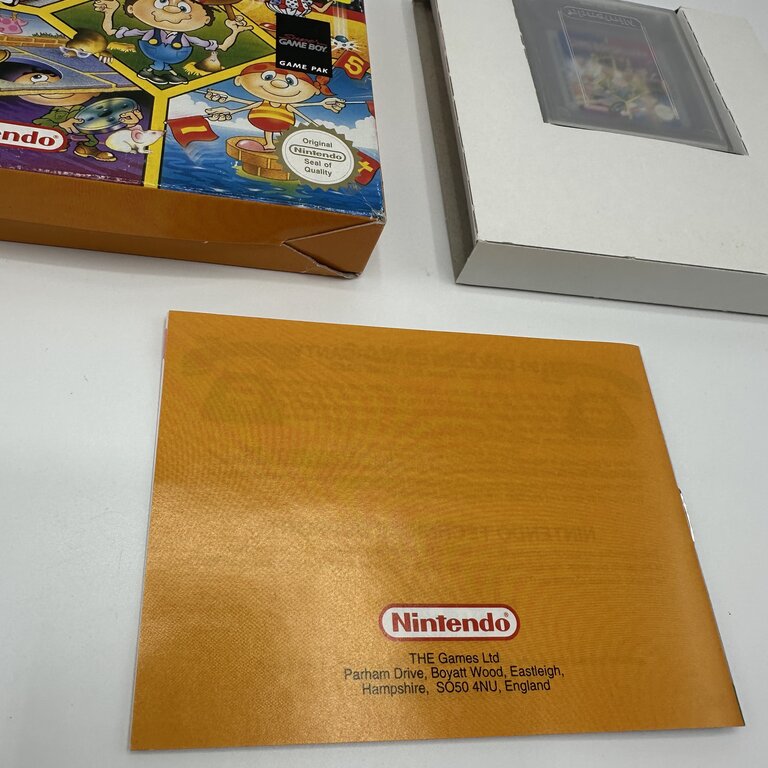 Super
GAME BOY
GAME PAK
Nintendo
Original
Nintendo
Seal of
Quality
Nintendo
THE Games Ltd
Parham Drive, Boyatt Wood, Eastleigh,
Hampshire, SO50 4NU, England